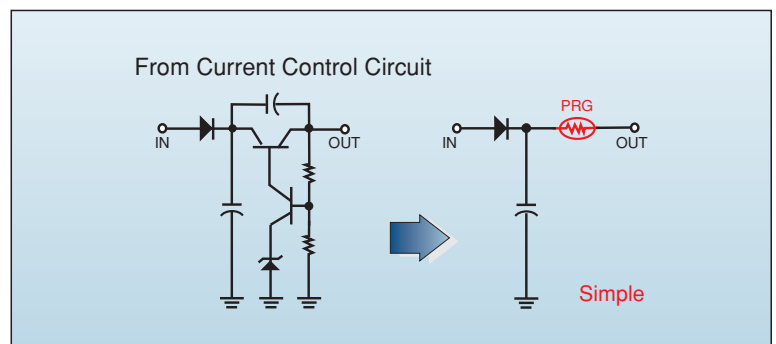 From Current Control Circuit
IN
OUT
PRG
IN
OUT
Simple